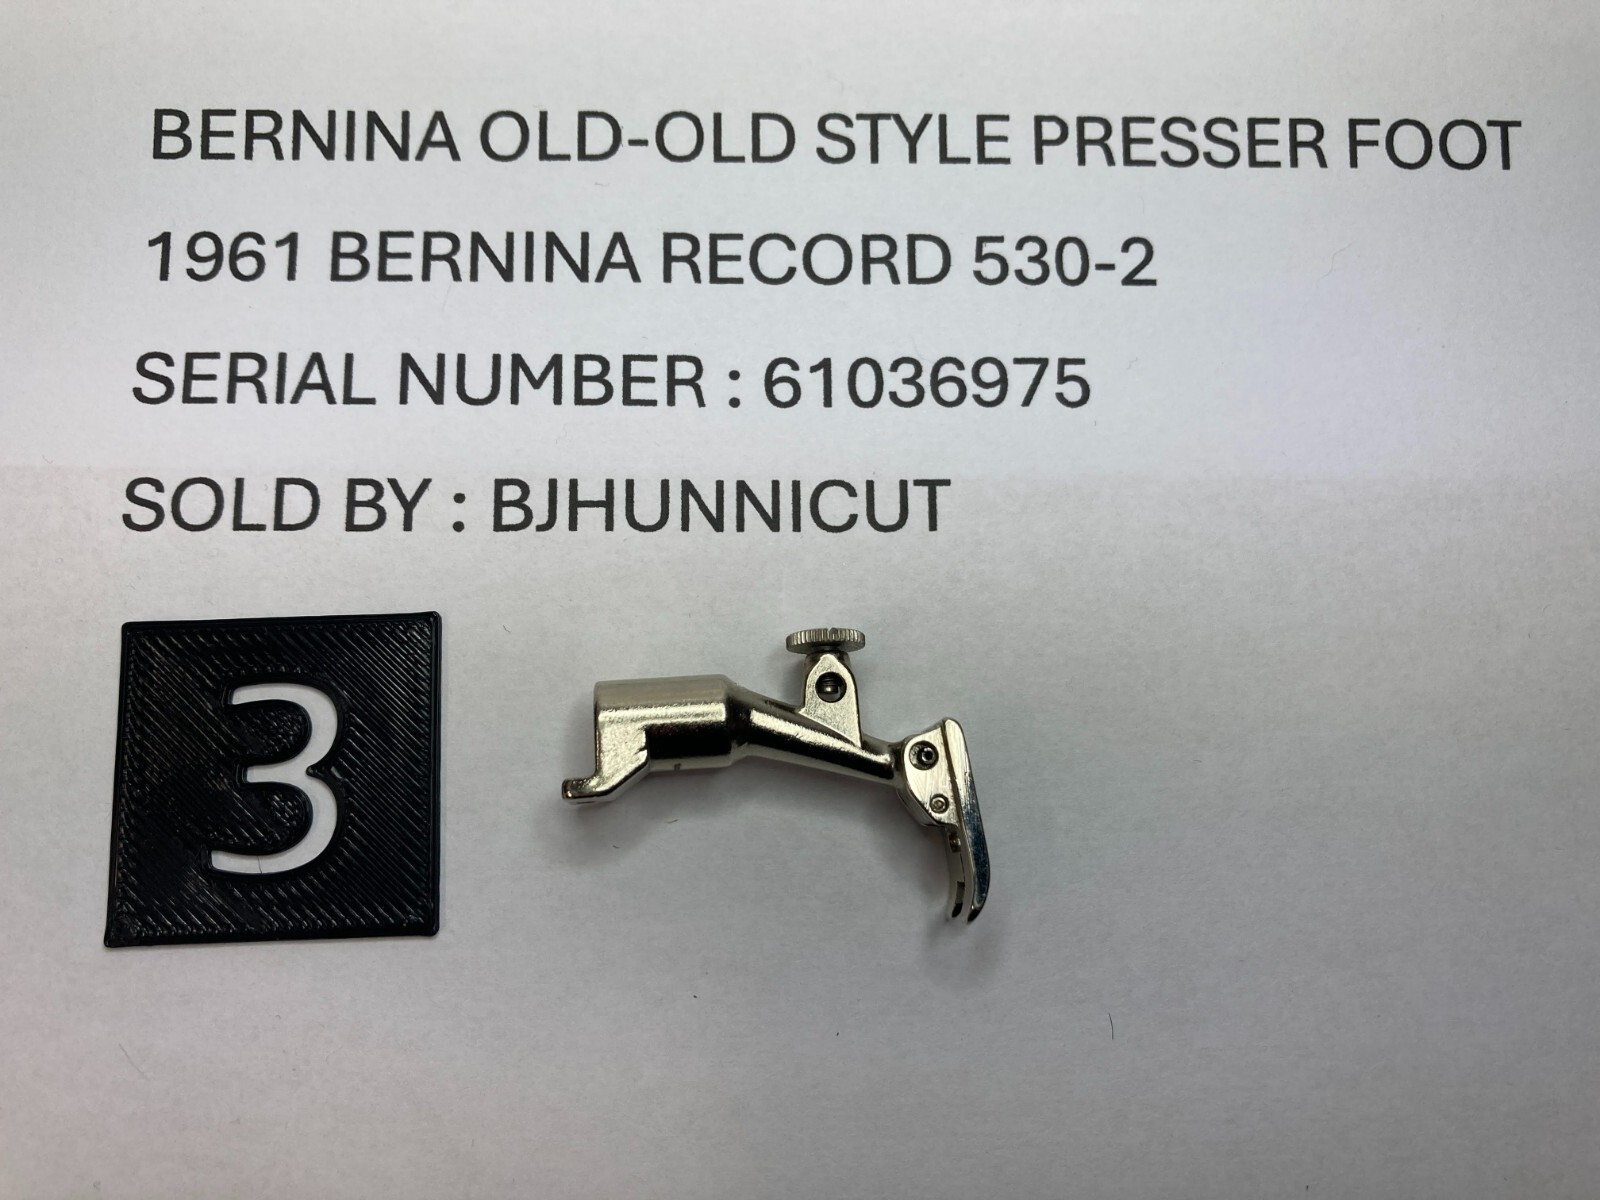 BERNINA OLD-OLD STYLE PRESSER FOOT
1961 BERNINA RECORD 530-2
SERIAL NUMBER : 61036975
SOLD BY : BJHUNNICUT
3